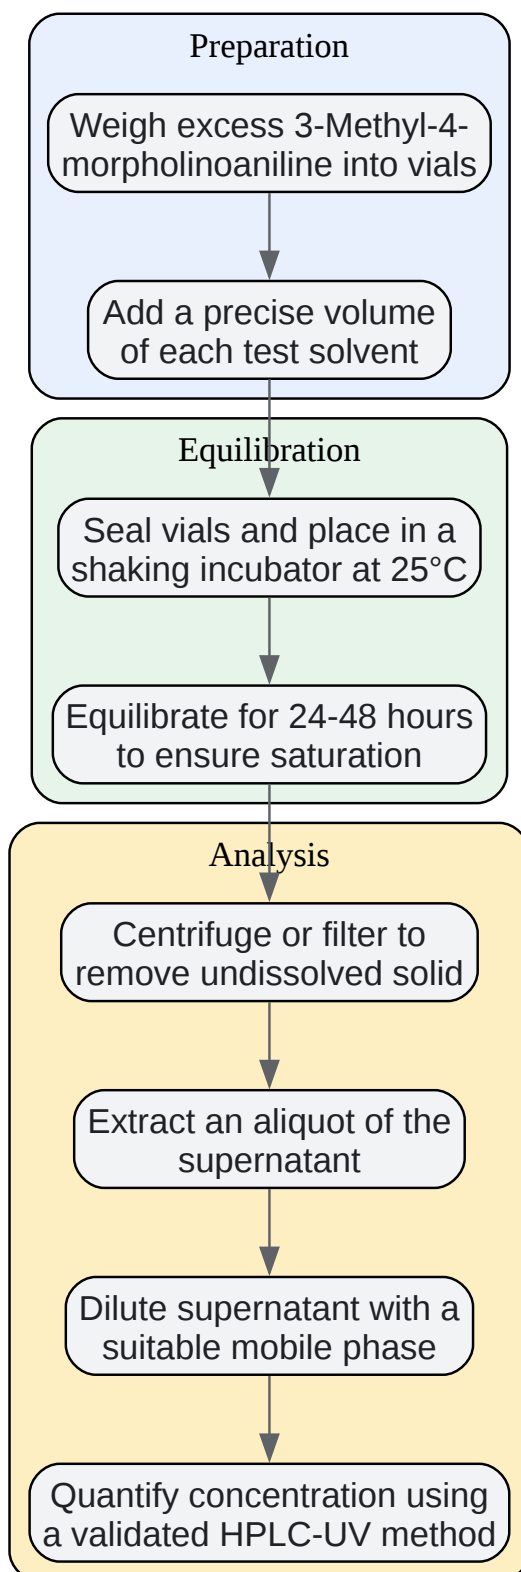 Preparation
Weigh excess 3-Methyl-4-
morpholinoaniline into vials
Add a precise volume
of each test solvent
Equilibration
Seal vials and place in a
shaking incubator at 25°C
Equilibrate for 24-48 hours
to ensure saturation
Analysis
Centrifuge or filter to
remove undissolved solid
Extract an aliquot of the
supernatant
Dilute supernatant with a
suitable mobile phase
Quantify concentration using
a validated HPLC-UV method